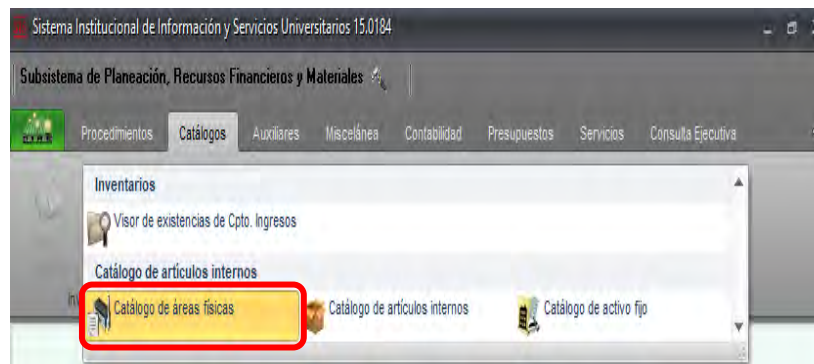 Sistema Institucional de Información y Servicios Universitarios 15.0184
Subsistema de Planeación, Recursos Financieros y Materiales
Procedimientos Catálogos Auxiliares Miscelánea Contabilidad Presupuestos Servicios Consulta Ejecutiva
Inventarios
Visor de existencias de Cpto. Ingresos
Catálogo de artículos internos
Catálogo de áreas físicas Catálogo de artículos internos Catálogo de activo fijo